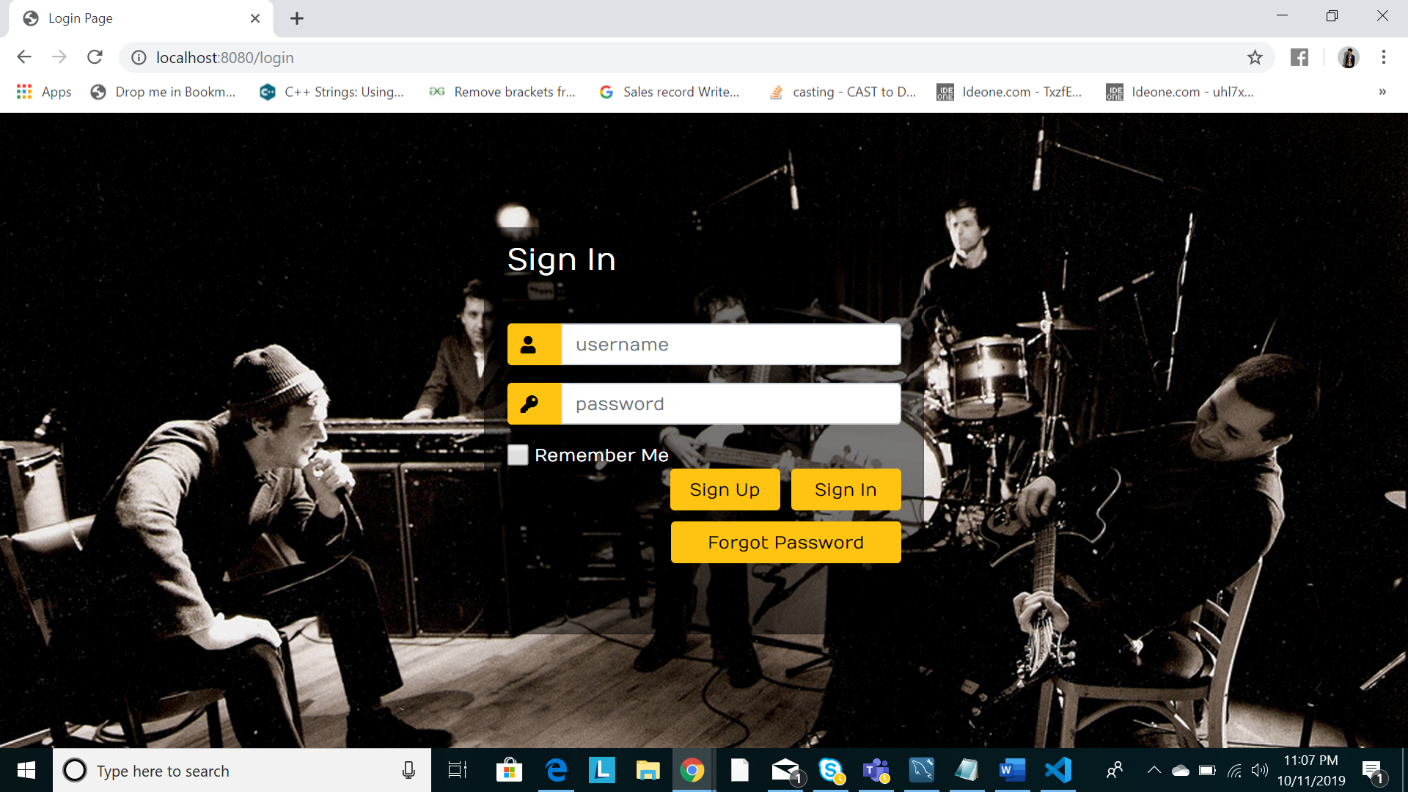 Login Page
localhost:8080/login
Apps
Drop me in Bookm...
C++ Strings: Using...
Remove brackets fr...
Sales record Write...
casting - CAST to D...
Ideone.com - TxzfE...
Ideone.com - uhl7x...
»
Sign In
username
password
Remember Me
Sign Up
Sign In
Forgot Password
Type here to search
1
11:07 PM
10/11/2019
1